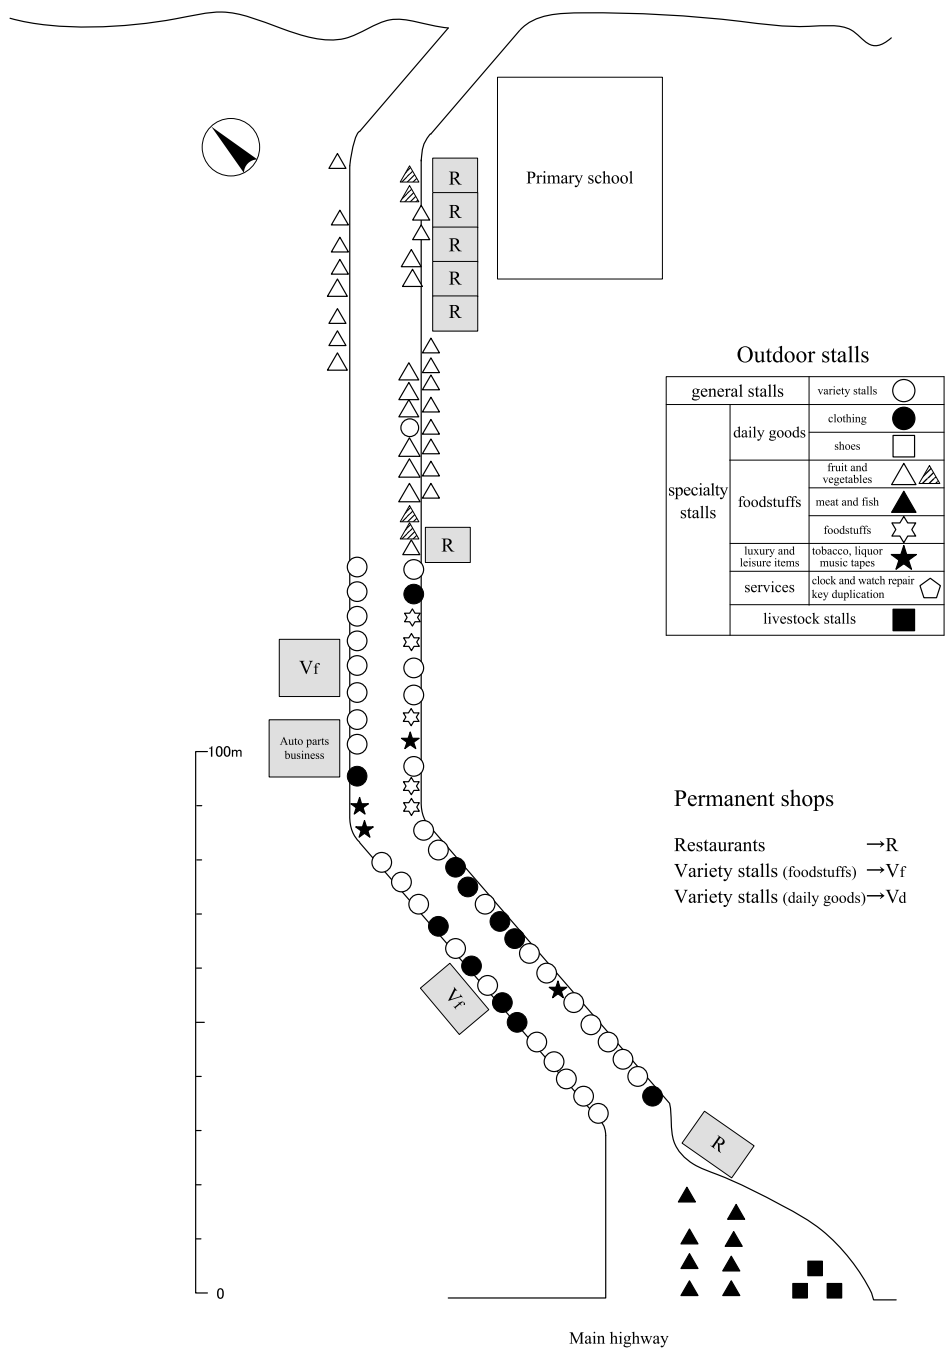 R
Primary school
R
R
R
R
Outdoor stalls
general stalls
variety stalls
specialty
stalls
daily goods
clothing
shoes
foodstuffs
fruit and
vegetables
meat and fish
foodstuffs
luxury and
leisure items
tobacco, liquor
music tapes
services
clock and watch repair
key duplication
livestock stalls
R
Vf
Auto parts
business
100m
Permanent shops
Restaurants →R
Variety stalls (foodstuffs) →Vf
Variety stalls (daily goods)→Vd
Vf
R
0
Main highway